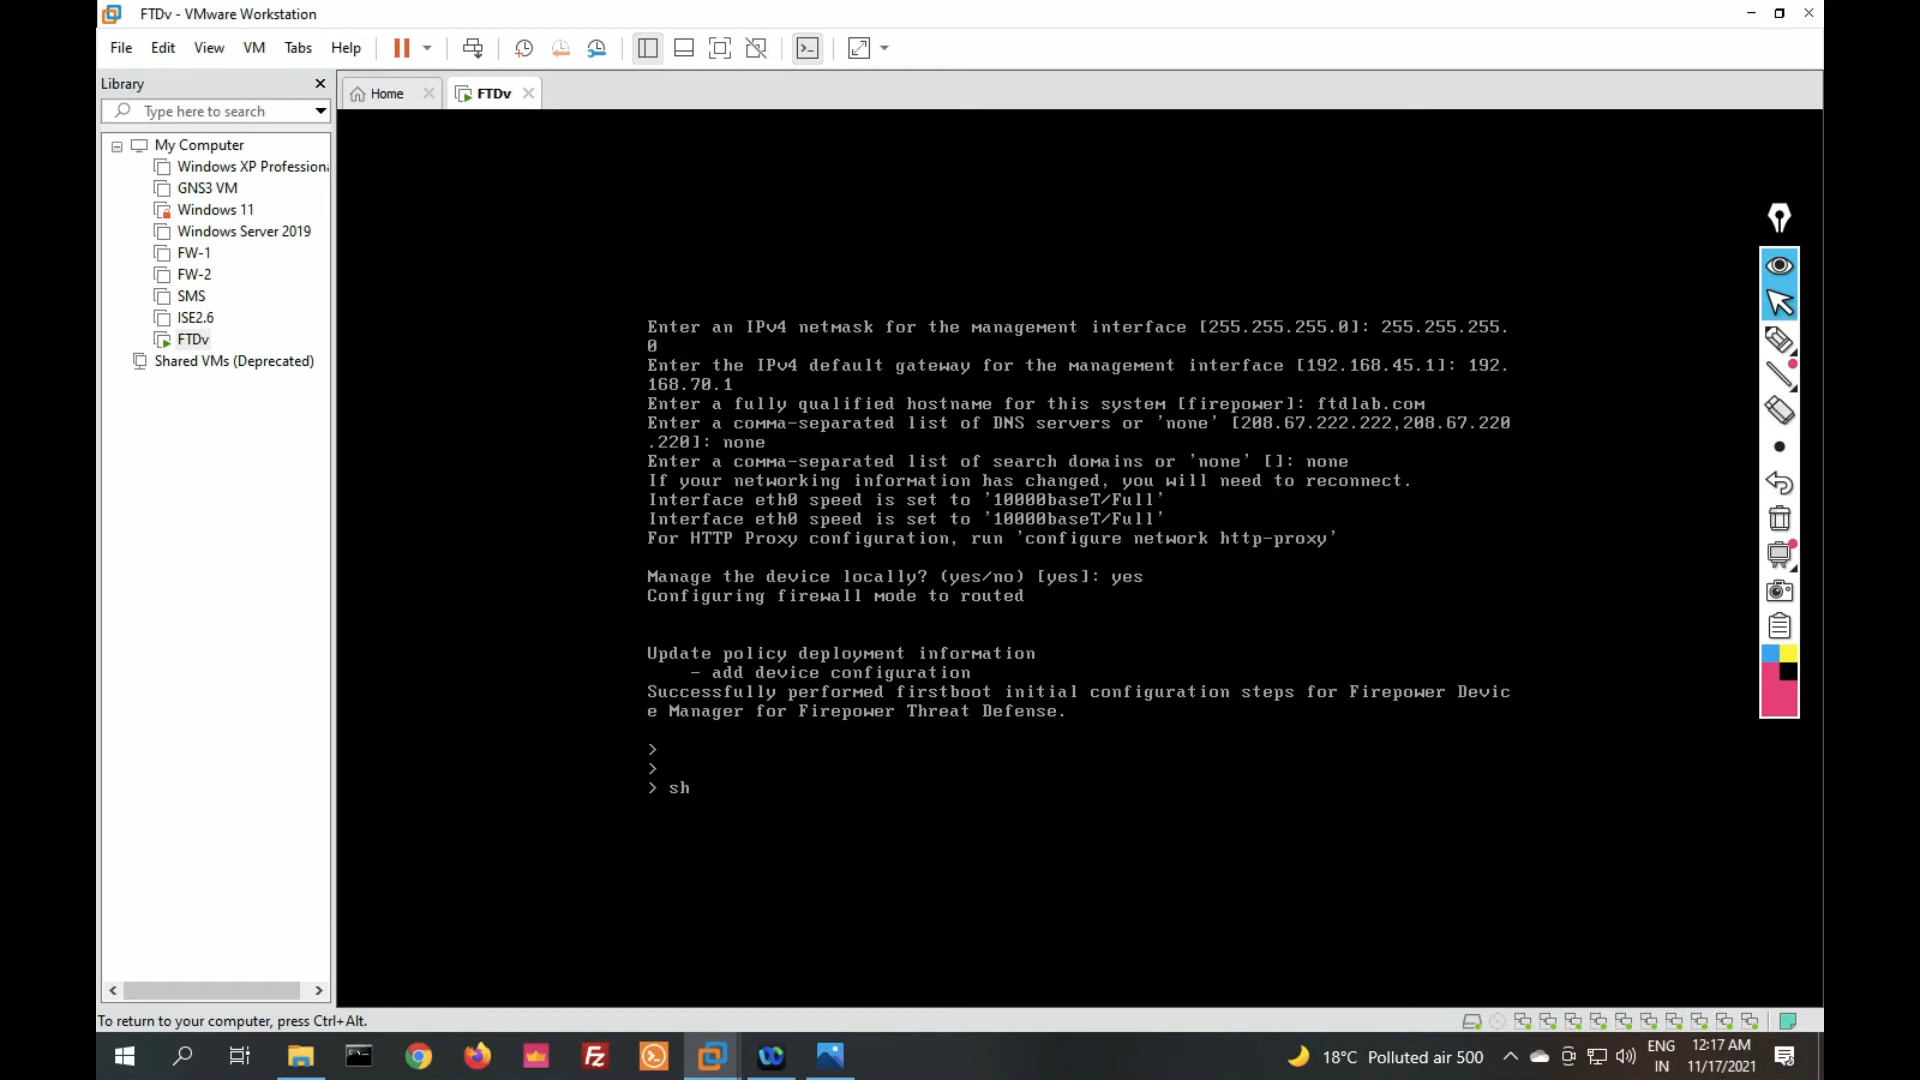 FTDv - VMware Workstation
File Edit View VM Tabs Help
Library
Type here to search
My Computer
Windows XP Professiona
GNS3 VM
Windows 11
Windows Server 2019
FW-1
FW-2
SMS
ISE2.6
FTDv
Shared VMs (Deprecated)
Home
FTDv
Enter an IPv4 netmask for the management interface [255.255.255.0]: 255.255.255.
0
Enter the IPv4 default gateway for the management interface [192.168.45.1]: 192.
168.70.1
Enter a fully qualified hostname for this system [firepower]: ftdlab.com
Enter a comma-separated list of DNS servers or 'none' [208.67.222.222,208.67.220
.220]: none
Enter a comma-separated list of search domains or 'none' []: none
If your networking information has changed, you will need to reconnect.
Interface eth0 speed is set to '10000baseT/Full'
Interface eth0 speed is set to '10000baseT/Full'
For HTTP Proxy configuration, run 'configure network http-proxy'
Manage the device locally? (yes/no) [yes]: yes
Configuring firewall mode to routed
Update policy deployment information
- add device configuration
Successfully performed firstboot initial configuration steps for Firepower Devic
e Manager for Firepower Threat Defense.
>
>
> sh
To return to your computer, press Ctrl+Alt.
18°C Polluted air 500
ENG
IN
12:17 AM
11/17/2021